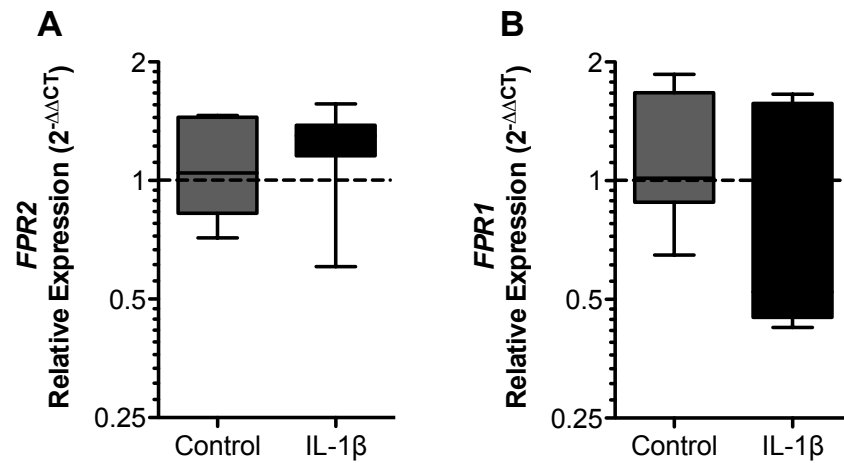 A
FPR2
Relative Expression (2-ΔΔCT)
2
1
0.5
0.25
Control
IL-1β
B
FPR1
Relative Expression (2-ΔΔCT)
2
1
0.5
0.25
Control
IL-1β